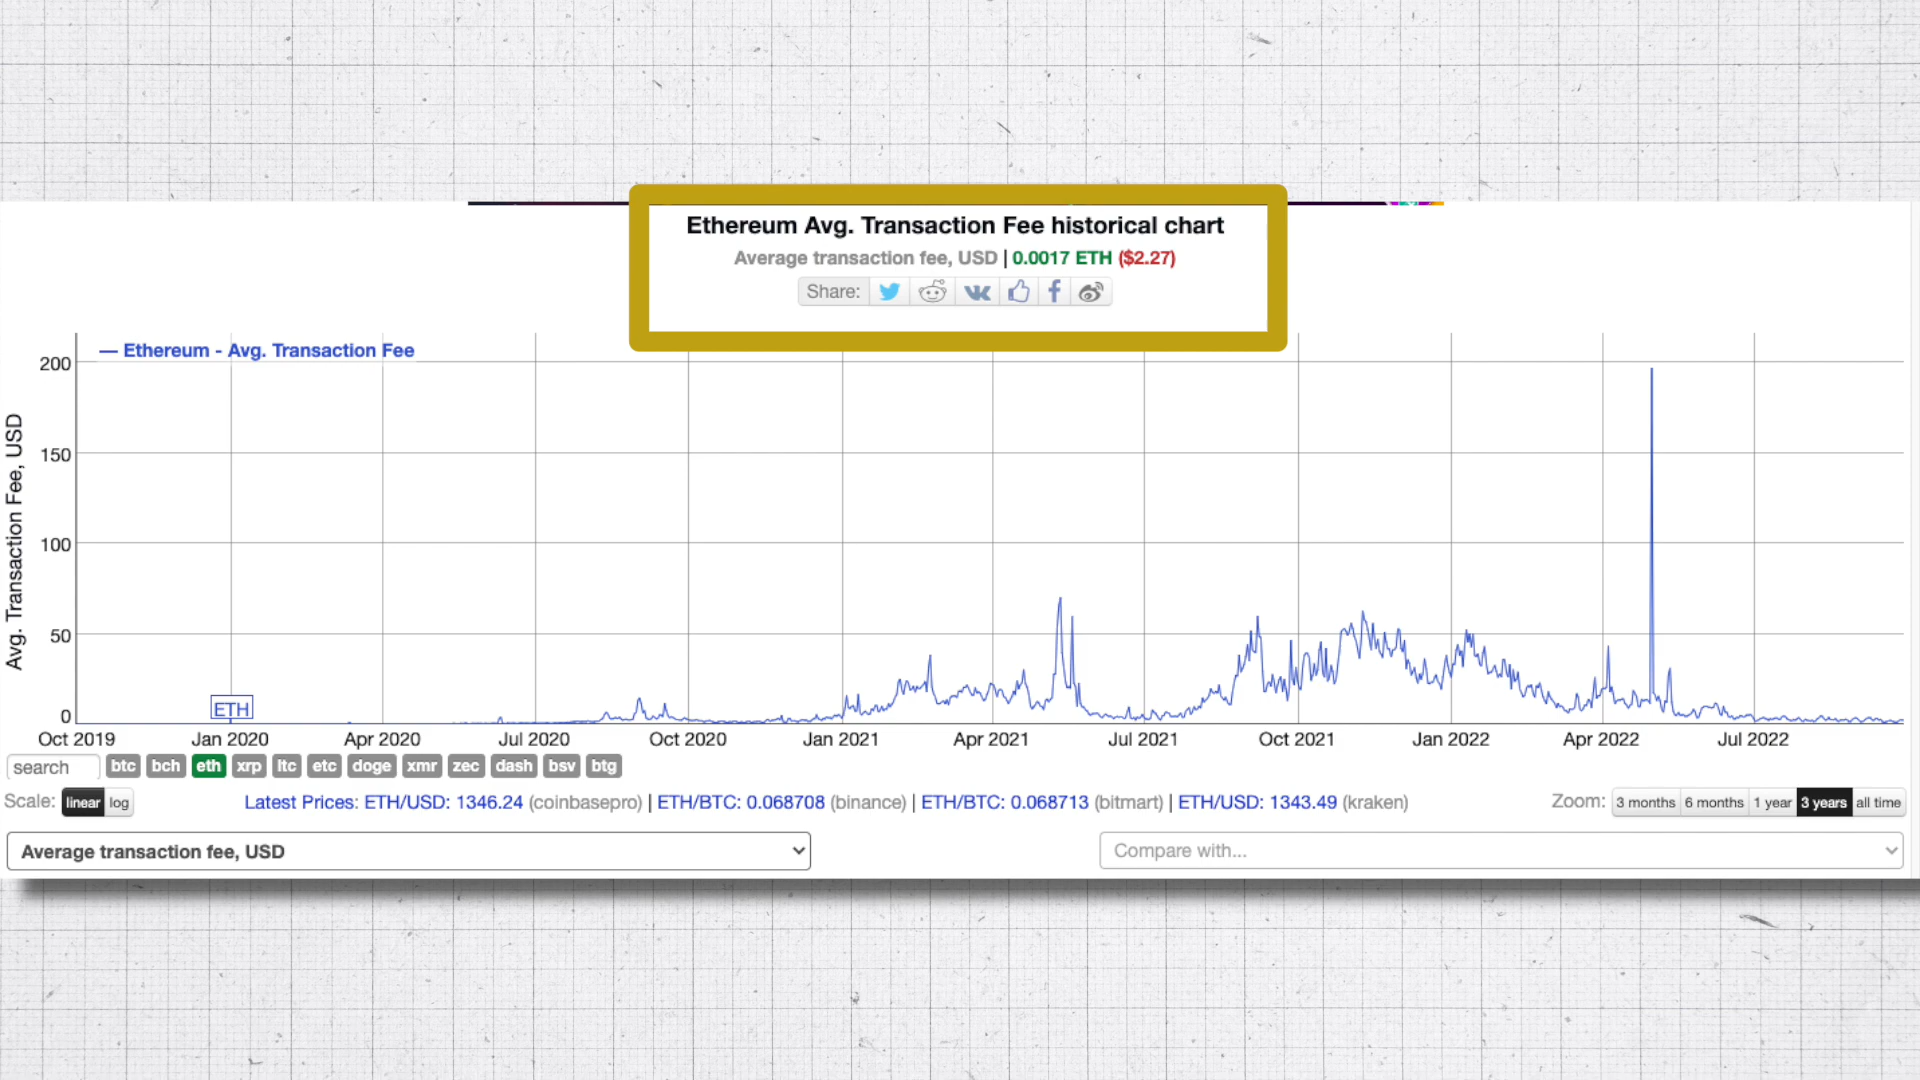 Ethereum Avg. Transaction Fee historical chart
Average transaction fee, USD | 0.0017 ETH ($2.27)
Share:
— Ethereum - Avg. Transaction Fee
Avg. Transaction Fee, USD
200
150
100
50
0
ETH
Oct 2019 Jan 2020 Apr 2020 Jul 2020 Oct 2020 Jan 2021 Apr 2021 Jul 2021 Oct 2021 Jan 2022 Apr 2022 Jul 2022
search btc bch eth xrp ltc etc doge xmr zec dash bsv btg
Scale: linear log Latest Prices: ETH/USD: 1346.24 (coinbasepro) | ETH/BTC: 0.068708 (binance) | ETH/BTC: 0.068713 (bitmart) | ETH/USD: 1343.49 (kraken) Zoom: 3 months 6 months 1 year 3 years all time
Average transaction fee, USD Compare with...